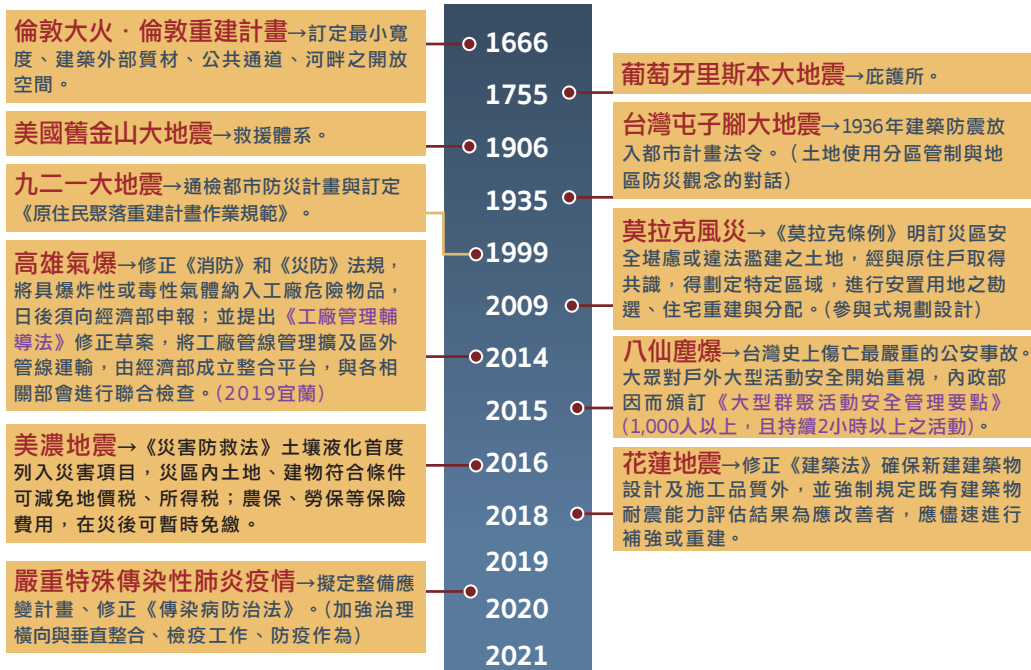 倫敦大火．倫敦重建計畫→訂定最小寬
度、建築外部質材、公共通道、河畔之開放
空間。
1666
1755
葡萄牙里斯本大地震→庇護所。
美國舊金山大地震→救援體系。
1906
台灣屯子腳大地震→1936年建築防震放
入都市計畫法令。（土地使用分區管制與地
區防災觀念的對話）
1935
九二一大地震→通檢都市防災計畫與訂定
《原住民聚落重建計畫作業規範》。
1999
莫拉克風災→《莫拉克條例》明訂災區安
全堪慮或違法濫建之土地，經與原住戶取得
共識，得劃定特定區域，進行安置用地之勘
選、住宅重建與分配。(參與式規劃設計)
2009
高雄氣爆→修正《消防》和《災防》法規，
將具爆炸性或毒性氣體納入工廠危險物品，
日後須向經濟部申報；並提出《工廠管理輔
導法》修正草案，將工廠管線管理擴及區外
管線運輸，由經濟部成立整合平台，與各相
關部會進行聯合檢查。(2019宜蘭)
2014
八仙塵爆→台灣史上傷亡最嚴重的公安事故。
大眾對戶外大型活動安全開始重視，內政部
因而頒訂《大型群聚活動安全管理要點》
(1,000人以上，且持續2小時以上之活動)。
2015
美濃地震→《災害防救法》土壤液化首度
列入災害項目，災區內土地、建物符合條件
可減免地價稅、所得稅；農保、勞保等保險
費用，在災後可暫時免繳。
2016
花蓮地震→修正《建築法》確保新建建築物
設計及施工品質外，並強制規定既有建築物
耐震能力評估結果為應改善者，應儘速進行
補強或重建。
2018
2019
嚴重特殊傳染性肺炎疫情→擬定整備應
變計畫、修正《傳染病防治法》。(加強治理
橫向與垂直整合、檢疫工作、防疫作為)
2020
2021